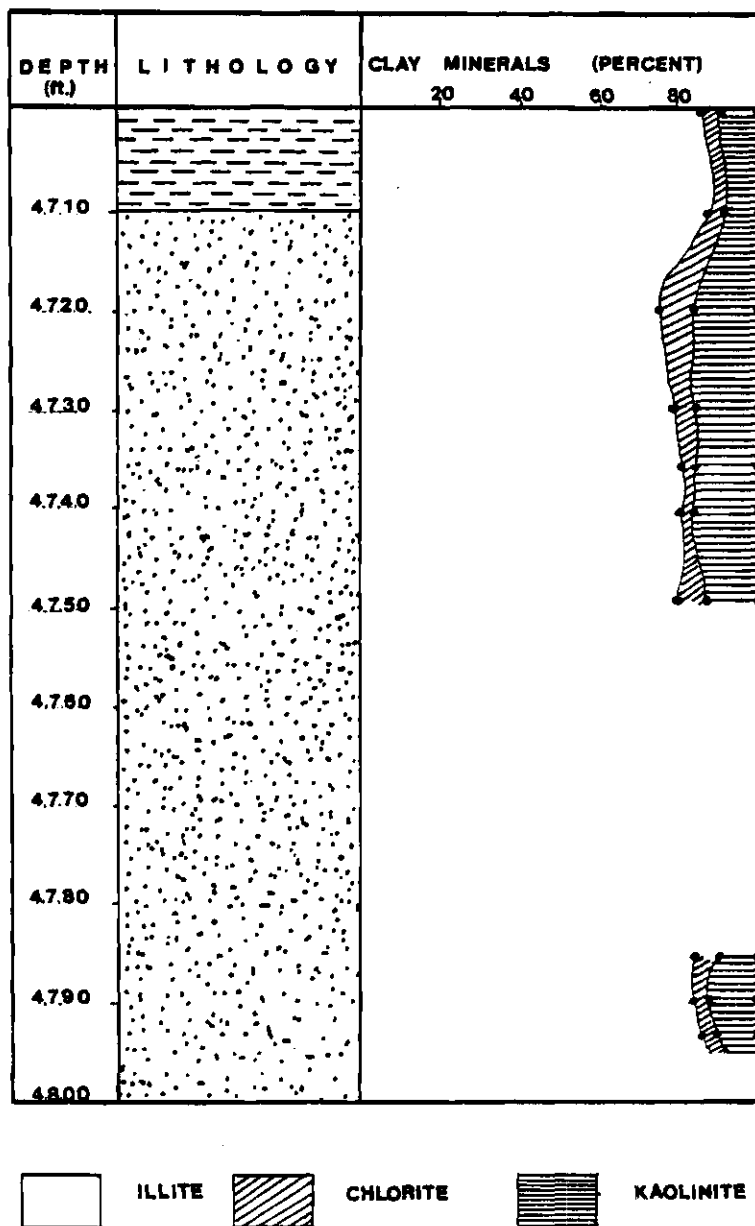 DEPTH LITHOLOGY CLAY MINERALS (PERCENT)
(ft.)
20 40 60 80
4,7,1,0
4,7,2,0,
4,7,3,0
4,7,4,0
4,7,5,0
4,7,6,0
4,7,7,0
4,7,8,0
4,7,9,0
4,8,0,0
ILLITE CHLORITE KAOLINITE